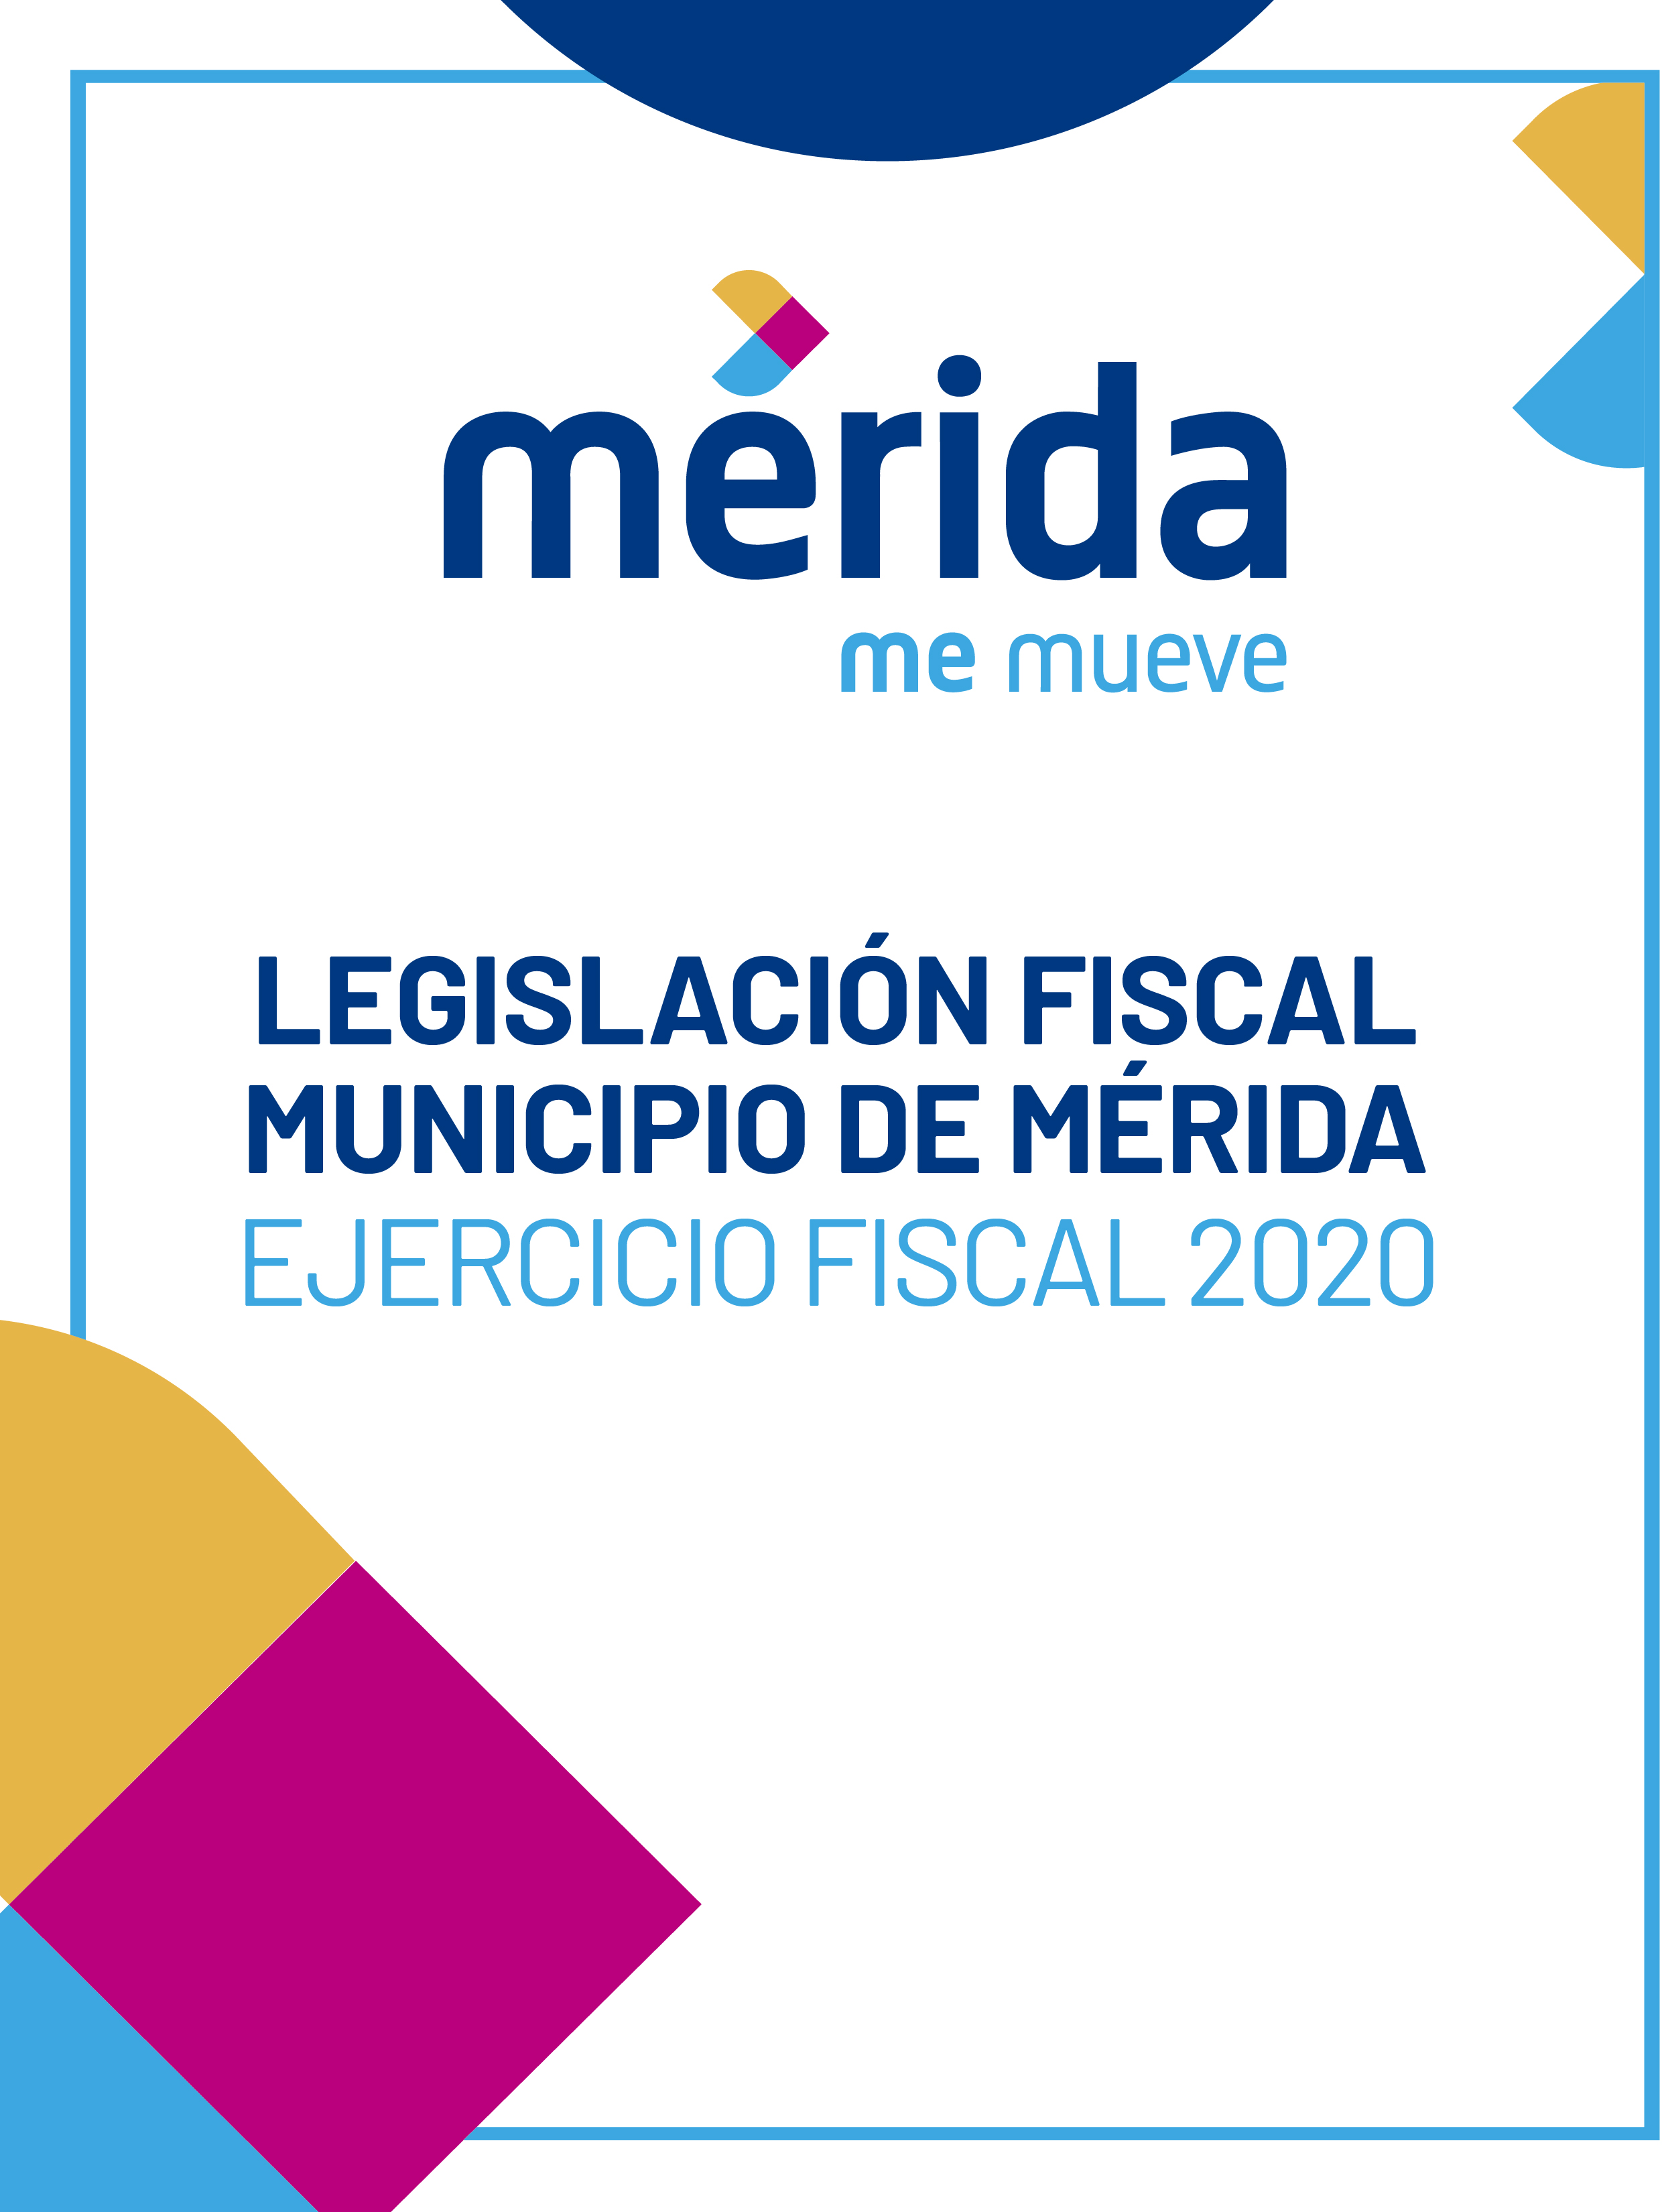 mérida
me mueve
LEGISLACIÓN FISCAL
MUNICIPIO DE MÉRIDA
EJERCICIO FISCAL 2020